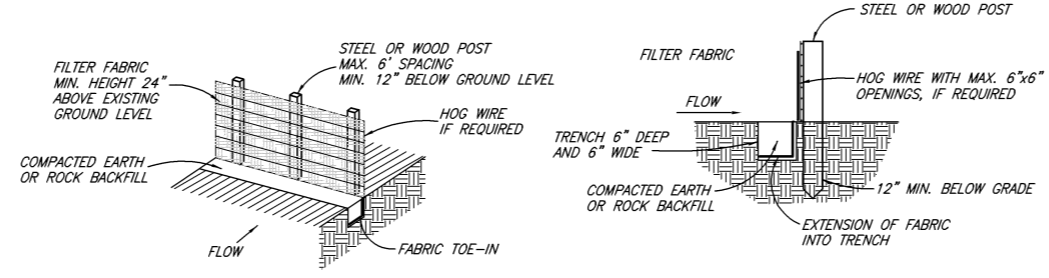 FILTER FABRIC
MIN. HEIGHT 24"
ABOVE EXISTING
GROUND LEVEL
STEEL OR WOOD POST
MAX. 6' SPACING
MIN. 12" BELOW GROUND LEVEL
HOG WIRE
IF REQUIRED
COMPACTED EARTH
OR ROCK BACKFILL
FLOW
FABRIC TOE-IN
STEEL OR WOOD POST
FILTER FABRIC
HOG WIRE WITH MAX. 6"x6"
OPENINGS, IF REQUIRED
FLOW
TRENCH 6" DEEP
AND 6" WIDE
COMPACTED EARTH
OR ROCK BACKFILL
12" MIN. BELOW GRADE
EXTENSION OF FABRIC
INTO TRENCH